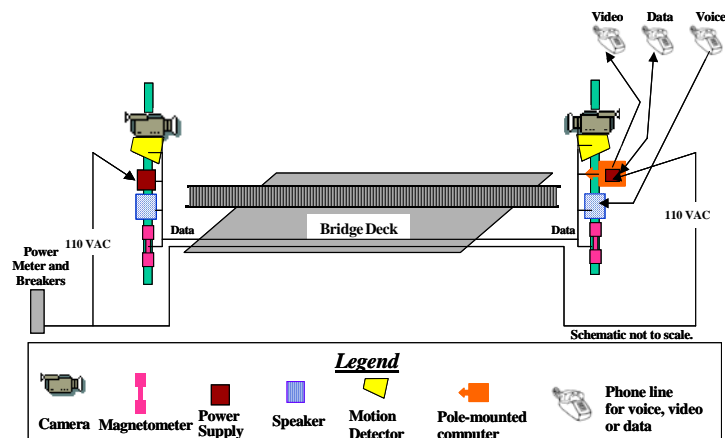 Video
Data
Voice
110 VAC
Data
Bridge Deck
Data
110 VAC
Power
Meter and
Breakers
Schematic not to scale.
Legend
Camera
Magnetometer
Power
Supply
Speaker
Motion
Detector
Pole-mounted
computer
Phone line
for voice, video
or data